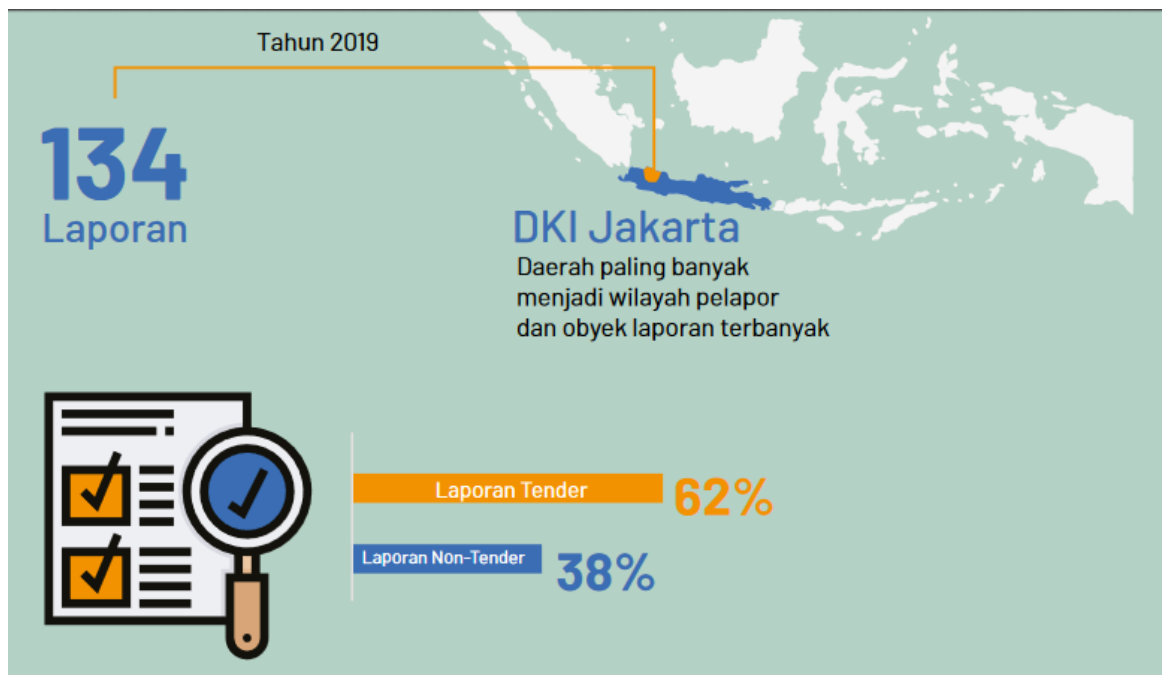 Tahun 2019
134
Laporan
DKI Jakarta
Daerah paling banyak
menjadi wilayah pelapor
dan obyek laporan terbanyak
Laporan Tender
62%
Laporan Non-Tender
38%